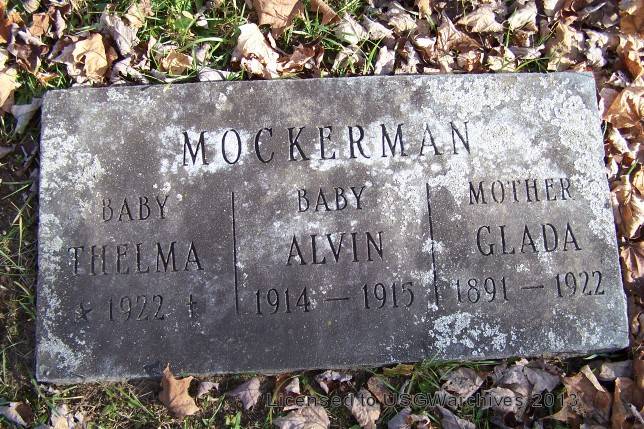 MOCKERMAN
BABY
THELMA
* 1922 †
BABY
ALVIN
1914 — 1915
MOTHER
GLADA
1891 — 1922
Licensed to USGWarchives 2013